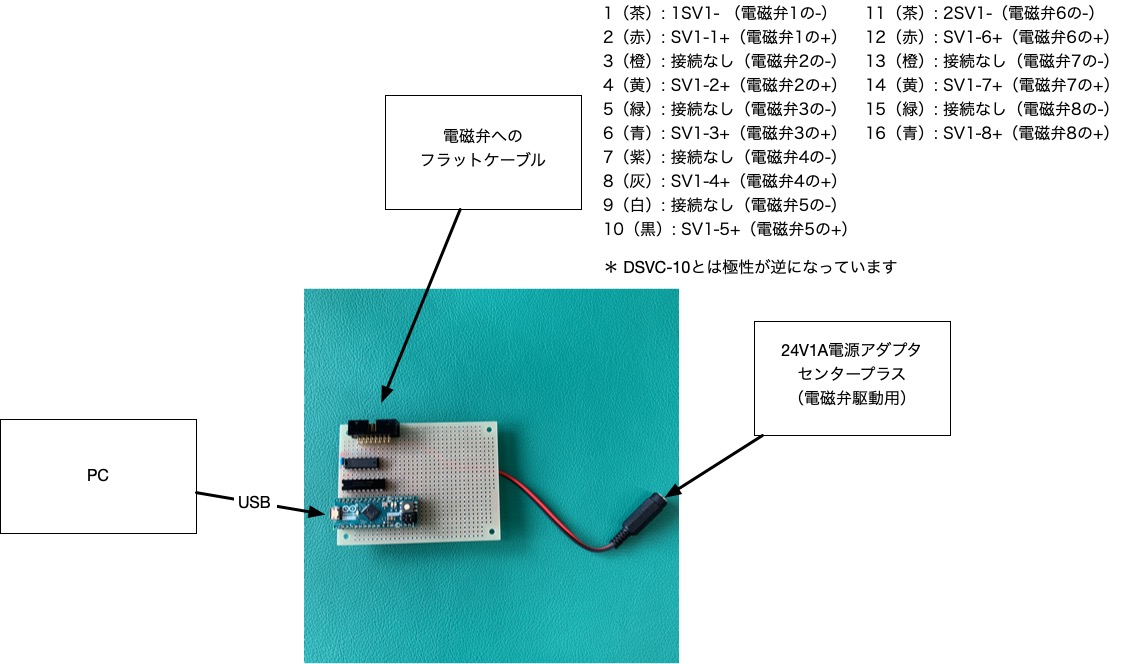 1（茶）: 1SV1- （電磁弁1の-）
2（赤）: SV1-1+（電磁弁1の+）
3（橙）: 接続なし（電磁弁2の-）
4（黄）: SV1-2+（電磁弁2の+）
5（緑）: 接続なし（電磁弁3の-）
6（青）: SV1-3+（電磁弁3の+）
7（紫）: 接続なし（電磁弁4の-）
8（灰）: SV1-4+（電磁弁4の+）
9（白）: 接続なし（電磁弁5の-）
10（黒）: SV1-5+（電磁弁5の+）
11（茶）: 2SV1-（電磁弁6の-）
12（赤）: SV1-6+（電磁弁6の+）
13（橙）: 接続なし（電磁弁7の-）
14（黄）: SV1-7+（電磁弁7の+）
15（緑）: 接続なし（電磁弁8の-）
16（青）: SV1-8+（電磁弁8の+）
＊ DSVC-10とは極性が逆になっています
電磁弁への
フラットケーブル
24V1A電源アダプタ
センタープラス
（電磁弁駆動用）
PC
USB